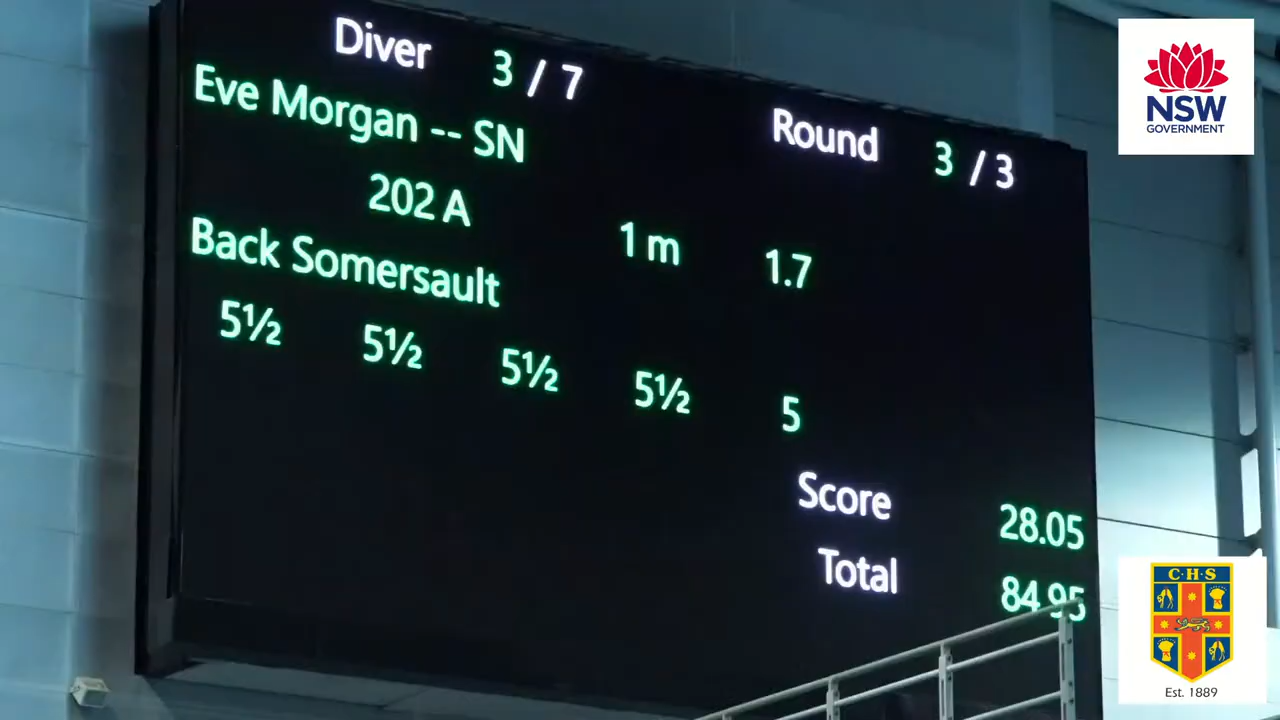 Diver 3 / 7
Eve Morgan -- SN
Round 3 / 3
202 A
1 m 1.7
Back Somersault
5½ 5½ 5½ 5½ 5
Score 28.05
Total 84.95
NSW
GOVERNMENT
C·H·S
Est. 1889